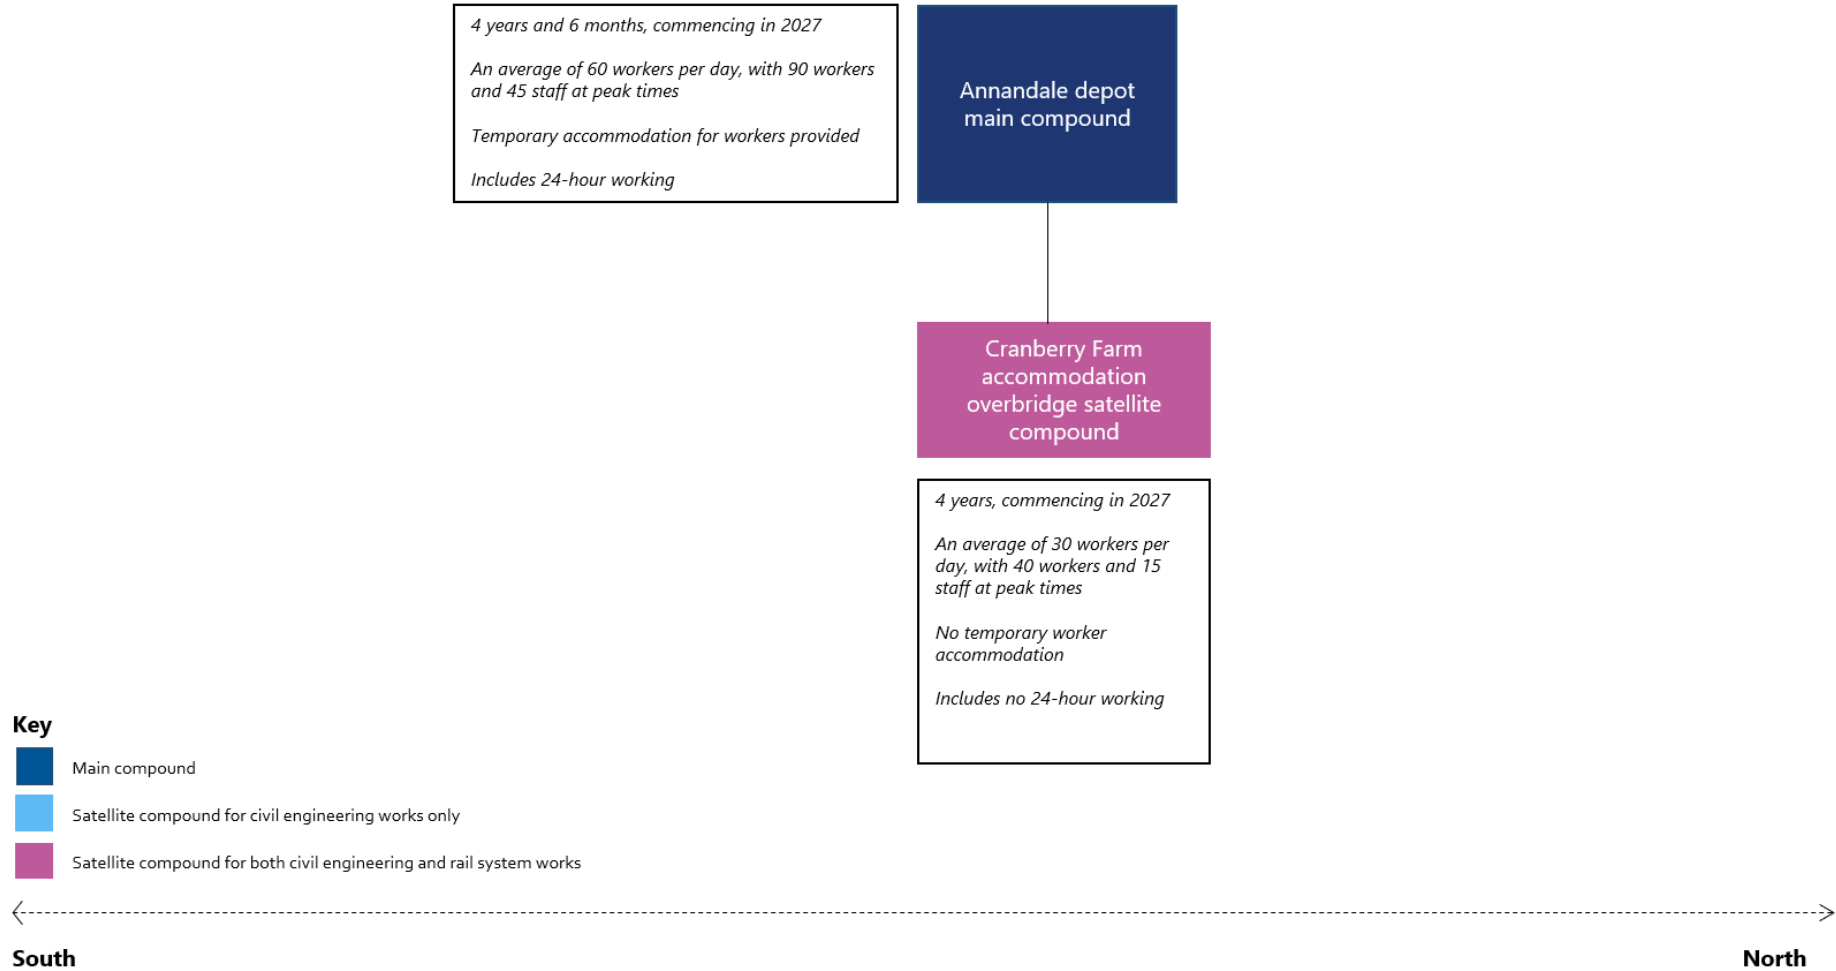 4 years and 6 months, commencing in 2027
An average of 60 workers per day, with 90 workers
and 45 staff at peak times
Temporary accommodation for workers provided
Includes 24-hour working
Annandale depot
main compound
Cranberry Farm
accommodation
overbridge satellite
compound
4 years, commencing in 2027
An average of 30 workers per
day, with 40 workers and 15
staff at peak times
No temporary worker
accommodation
Includes no 24-hour working
Key
Main compound
Satellite compound for civil engineering works only
Satellite compound for both civil engineering and rail system works
South
North